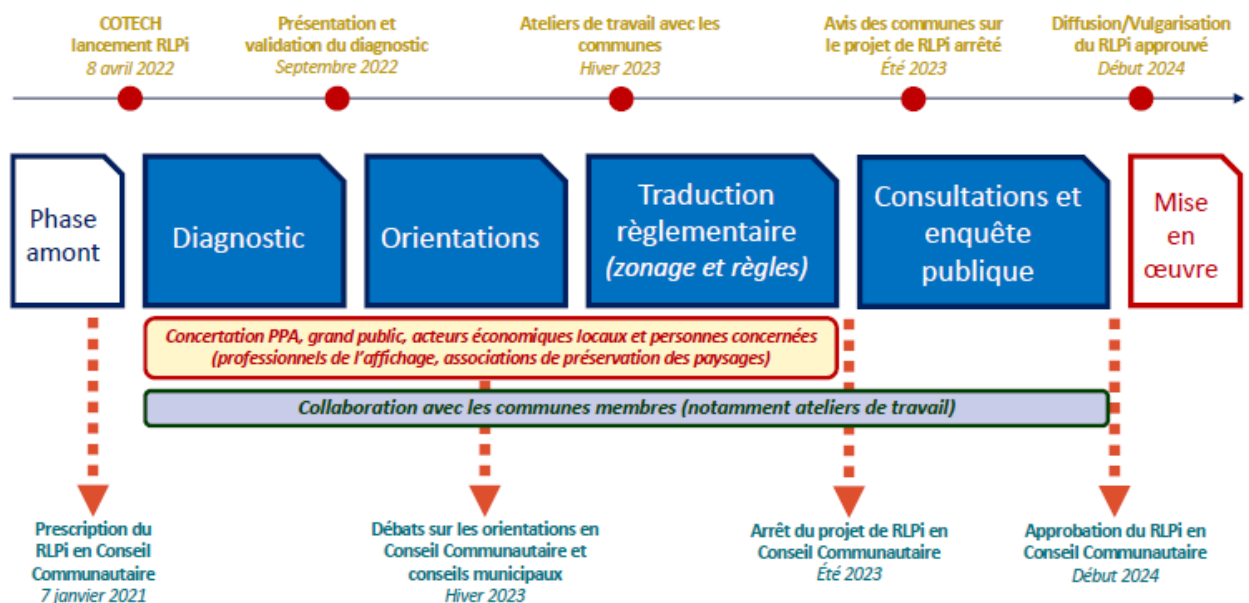 COTECH
lancement RLPi
8 avril 2022
Présentation et
validation du diagnostic
Septembre 2022
Ateliers de travail avec les
communes
Hiver 2023
Avis des communes sur
le projet de RLPi arrêté
Été 2023
Diffusion/Vulgarisation
du RLPi approuvé
Début 2024
Phase
amont
Diagnostic
Orientations
Traduction
règlementaire
(zonage et règles)
Consultations et
enquête
publique
Mise
en
œuvre
Concertation PPA, grand public, acteurs économiques locaux et personnes concernées
(professionnels de l'affichage, associations de préservation des paysages)
Collaboration avec les communes membres (notamment ateliers de travail)
Prescription du
RLPi en Conseil
Communautaire
7 janvier 2021
Débats sur les orientations en
Conseil Communautaire et
conseils municipaux
Hiver 2023
Arrêt du projet de RLPi en
Conseil Communautaire
Été 2023
Approbation du RLPi en
Conseil Communautaire
Début 2024